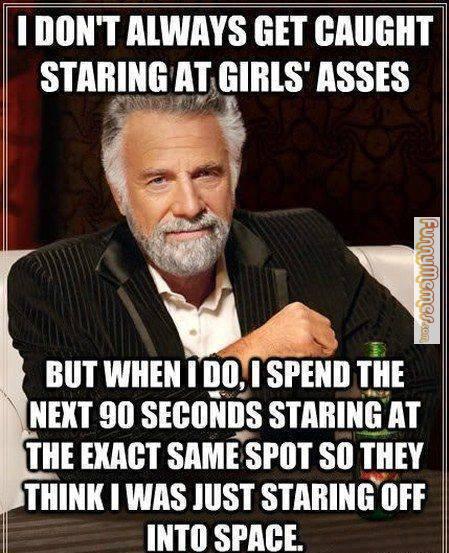 I DON'T ALWAYS GET CAUGHT
STARING AT GIRLS' ASSES
FunnyMemes.com
BUT WHEN I DO, I SPEND THE
NEXT 90 SECONDS STARING AT
THE EXACT SAME SPOT SO THEY
THINK I WAS JUST STARING OFF
INTO SPACE.